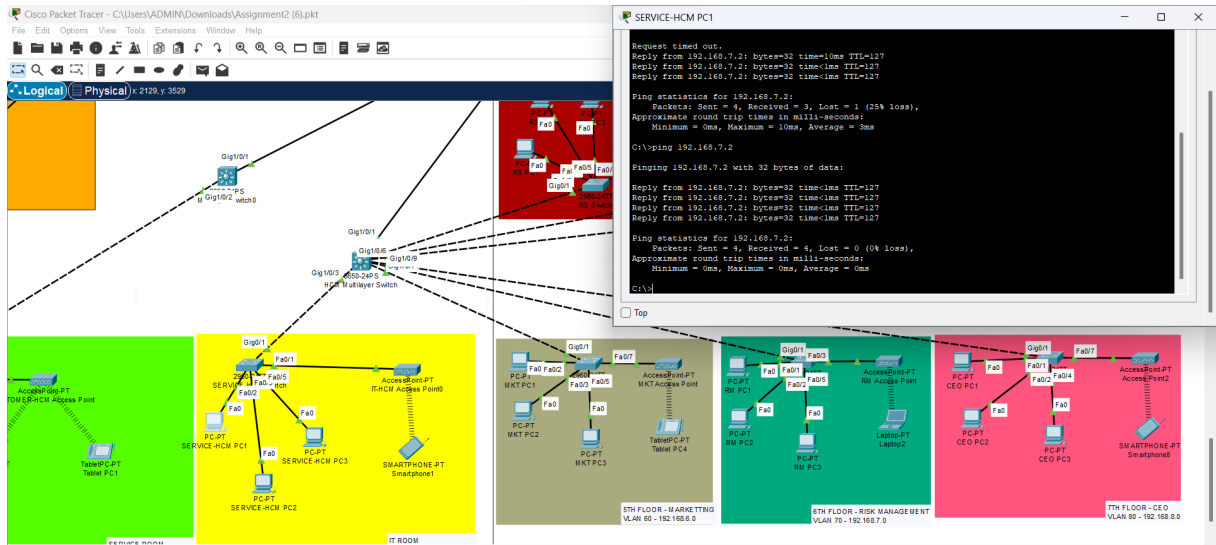 Cisco Packet Tracer - C:\Users\ADMIN\Downloads\Assignment2 (6).pkt
File Edit Options View Tools Extensions Window Help
Logical
Physical
x: 2129, y: 3529
SERVICE-HCM PC1
Request timed out.
Reply from 192.168.7.2: bytes=32 time=10ms TTL=127
Reply from 192.168.7.2: bytes=32 time<1ms TTL=127
Reply from 192.168.7.2: bytes=32 time<1ms TTL=127
Ping statistics for 192.168.7.2:
Packets: Sent = 4, Received = 3, Lost = 1 (25% loss),
Approximate round trip times in milli-seconds:
Minimum = 0ms, Maximum = 10ms, Average = 3ms
C:\>ping 192.168.7.2
Pinging 192.168.7.2 with 32 bytes of data:
Reply from 192.168.7.2: bytes=32 time<1ms TTL=127
Reply from 192.168.7.2: bytes=32 time<1ms TTL=127
Reply from 192.168.7.2: bytes=32 time<1ms TTL=127
Reply from 192.168.7.2: bytes=32 time<1ms TTL=127
Ping statistics for 192.168.7.2:
Packets: Sent = 4, Received = 4, Lost = 0 (0% loss),
Approximate round trip times in milli-seconds:
Minimum = 0ms, Maximum = 0ms, Average = 0ms
C:\>
Top
Gig1/0/1
Gig1/0/2
Fa0
Fa0
Fa0
Fa0/5
Gig0/1
Gig1/0/1
Gig1/0/6
Gig1/0/9
Gig1/0/3
3850-24PS
HCM Multilayer Switch
AccessPoint-PT
TabletPC-PT
Tablet PC1
Gig0/1
Fa0/1
Fa0/5
Fa0/2
Fa0
Fa0
Fa0
PC-PT
SERVICE-HCM PC1
PC-PT
SERVICE-HCM PC3
PC-PT
SERVICE-HCM PC2
AccessPoint-PT
IT-HCM Access Point0
SMARTPHONE-PT
Smartphone1
IT ROOM
Gig0/1
Fa0/7
PC-PT
MKT PC1
Fa0
Fa0/2
Fa0/3
Fa0/5
Fa0
Fa0
PC-PT
MKT PC2
PC-PT
MKT PC3
AccessPoint-PT
MKT Access Point
TabletPC-PT
Tablet PC4
5TH FLOOR - MARKETTING
VLAN 60 - 192.168.6.0
Gig0/1
Fa0/3
PC-PT
RM PC1
Fa0
Fa0/1
Fa0/2
Fa0/5
Fa0
Fa0
PC-PT
RM PC2
PC-PT
RM PC3
AccessPoint-PT
RM Access Point
Laptop-PT
Laptop2
6TH FLOOR - RISK MANAGEMENT
VLAN 70 - 192.168.7.0
Gig0/1
Fa0/7
PC-PT
CEO PC1
Fa0
Fa0/1
Fa0/2
Fa0/4
Fa0
Fa0
PC-PT
CEO PC2
PC-PT
CEO PC3
AccessPoint-PT
Access Point2
SMARTPHONE-PT
Smartphone8
7TH FLOOR - CEO
VLAN 80 - 192.168.8.0